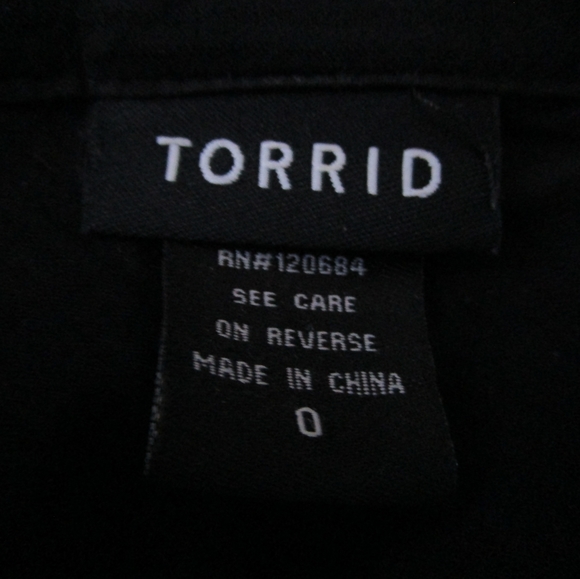 TORRID
RN#120684
SEE CARE
ON REVERSE
MADE IN CHINA
0